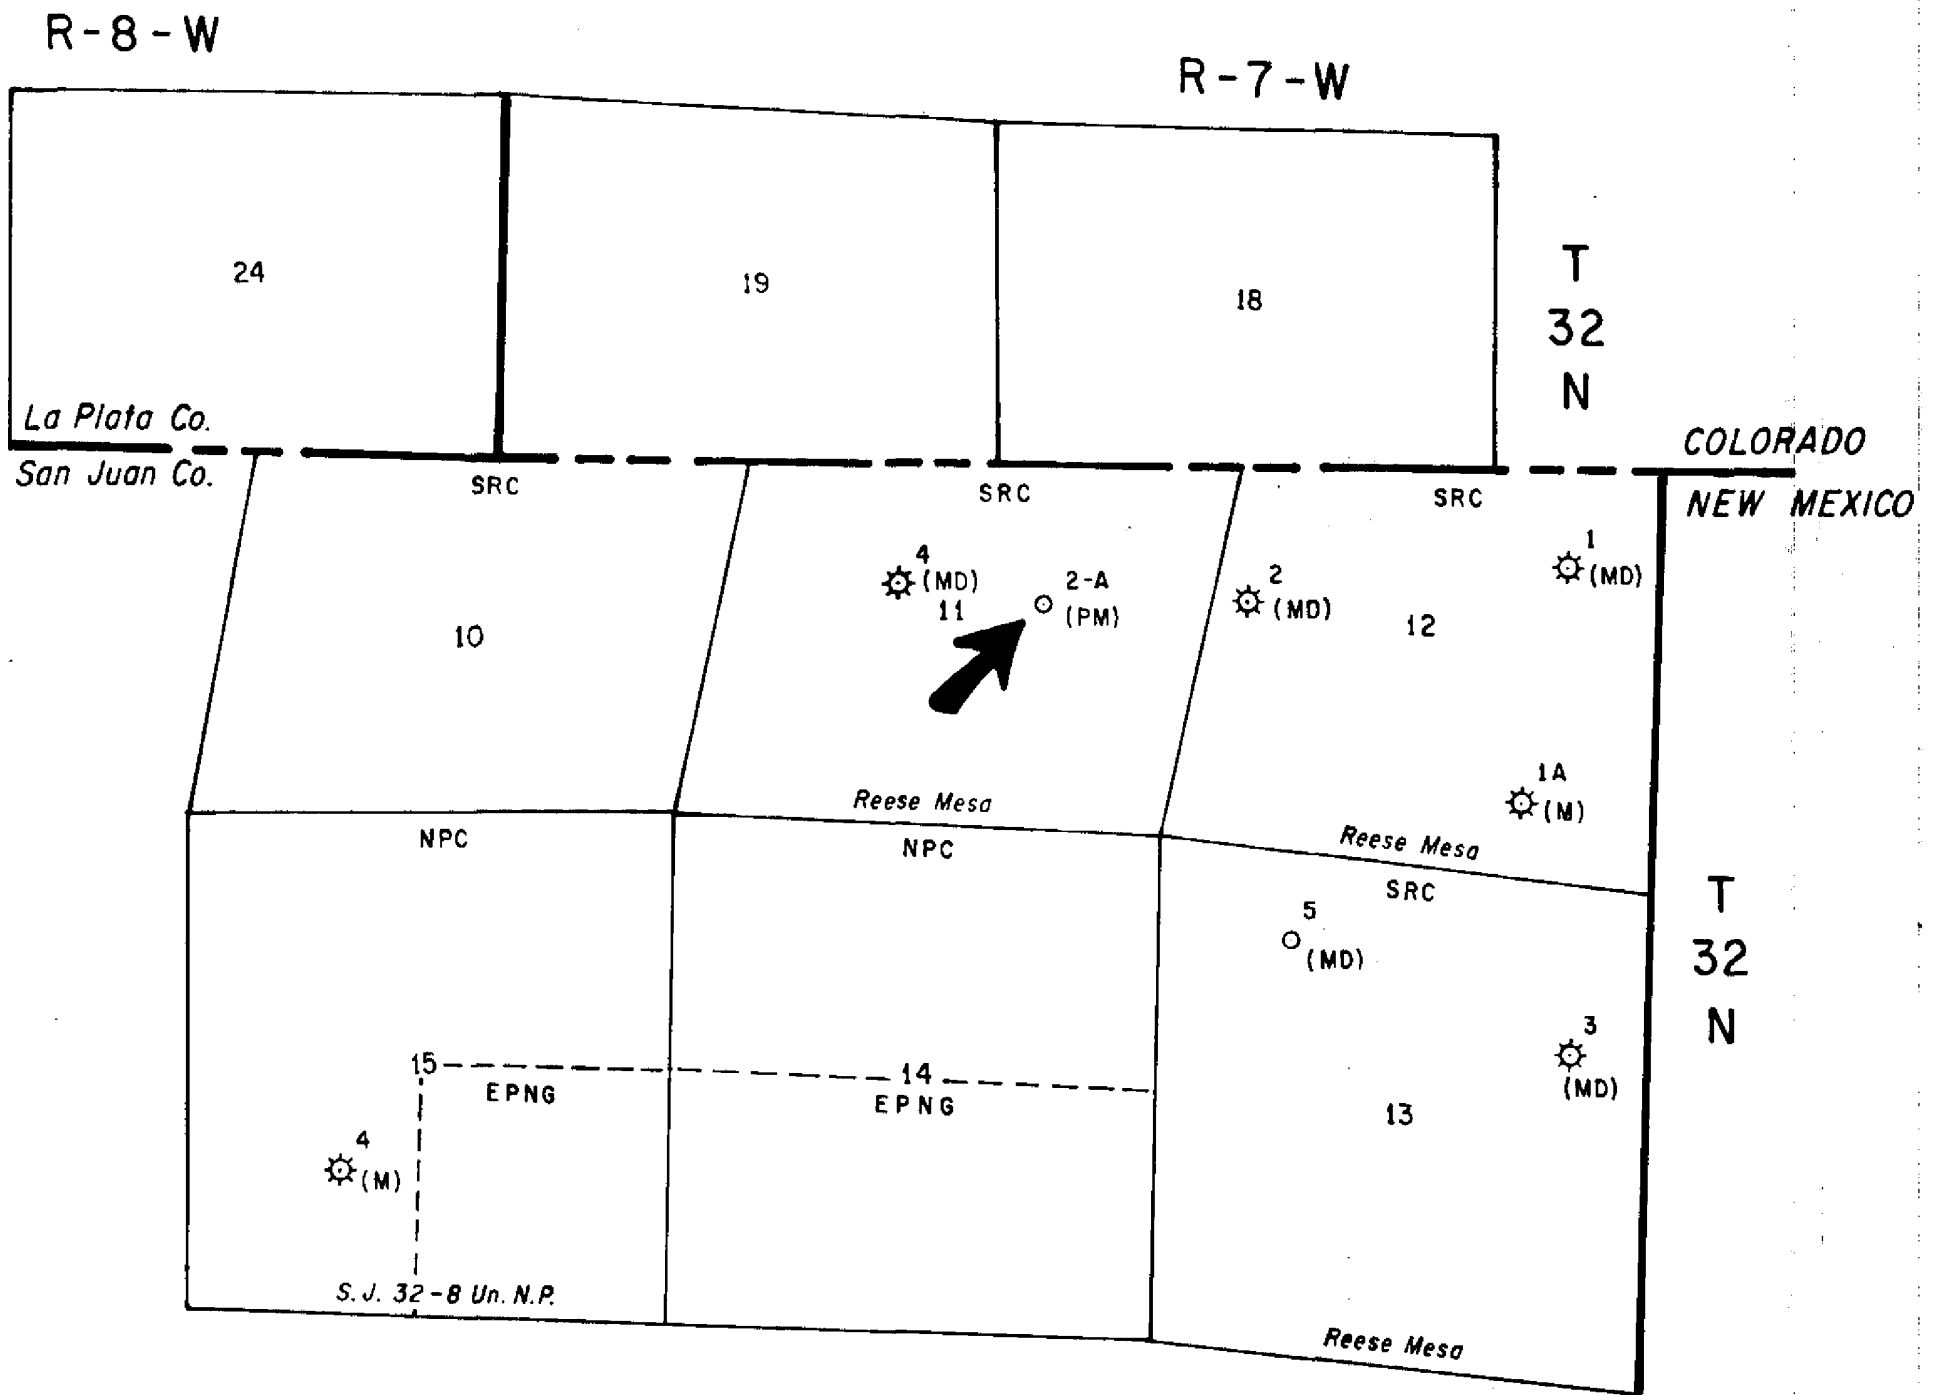 R-8-W
R-7-W
24
19
18
T
32
N
La Plata Co.
COLORADO
San Juan Co.
NEW MEXICO
SRC
SRC
SRC
4
(MD)
11
2-A
(PM)
2
(MD)
1
(MD)
10
12
1A
(M)
Reese Mesa
Reese Mesa
NPC
NPC
SRC
5
(MD)
T
32
N
3
(MD)
15
EPNG
14
EPNG
13
4
(M)
S.J. 32-8 Un. N.P.
Reese Mesa